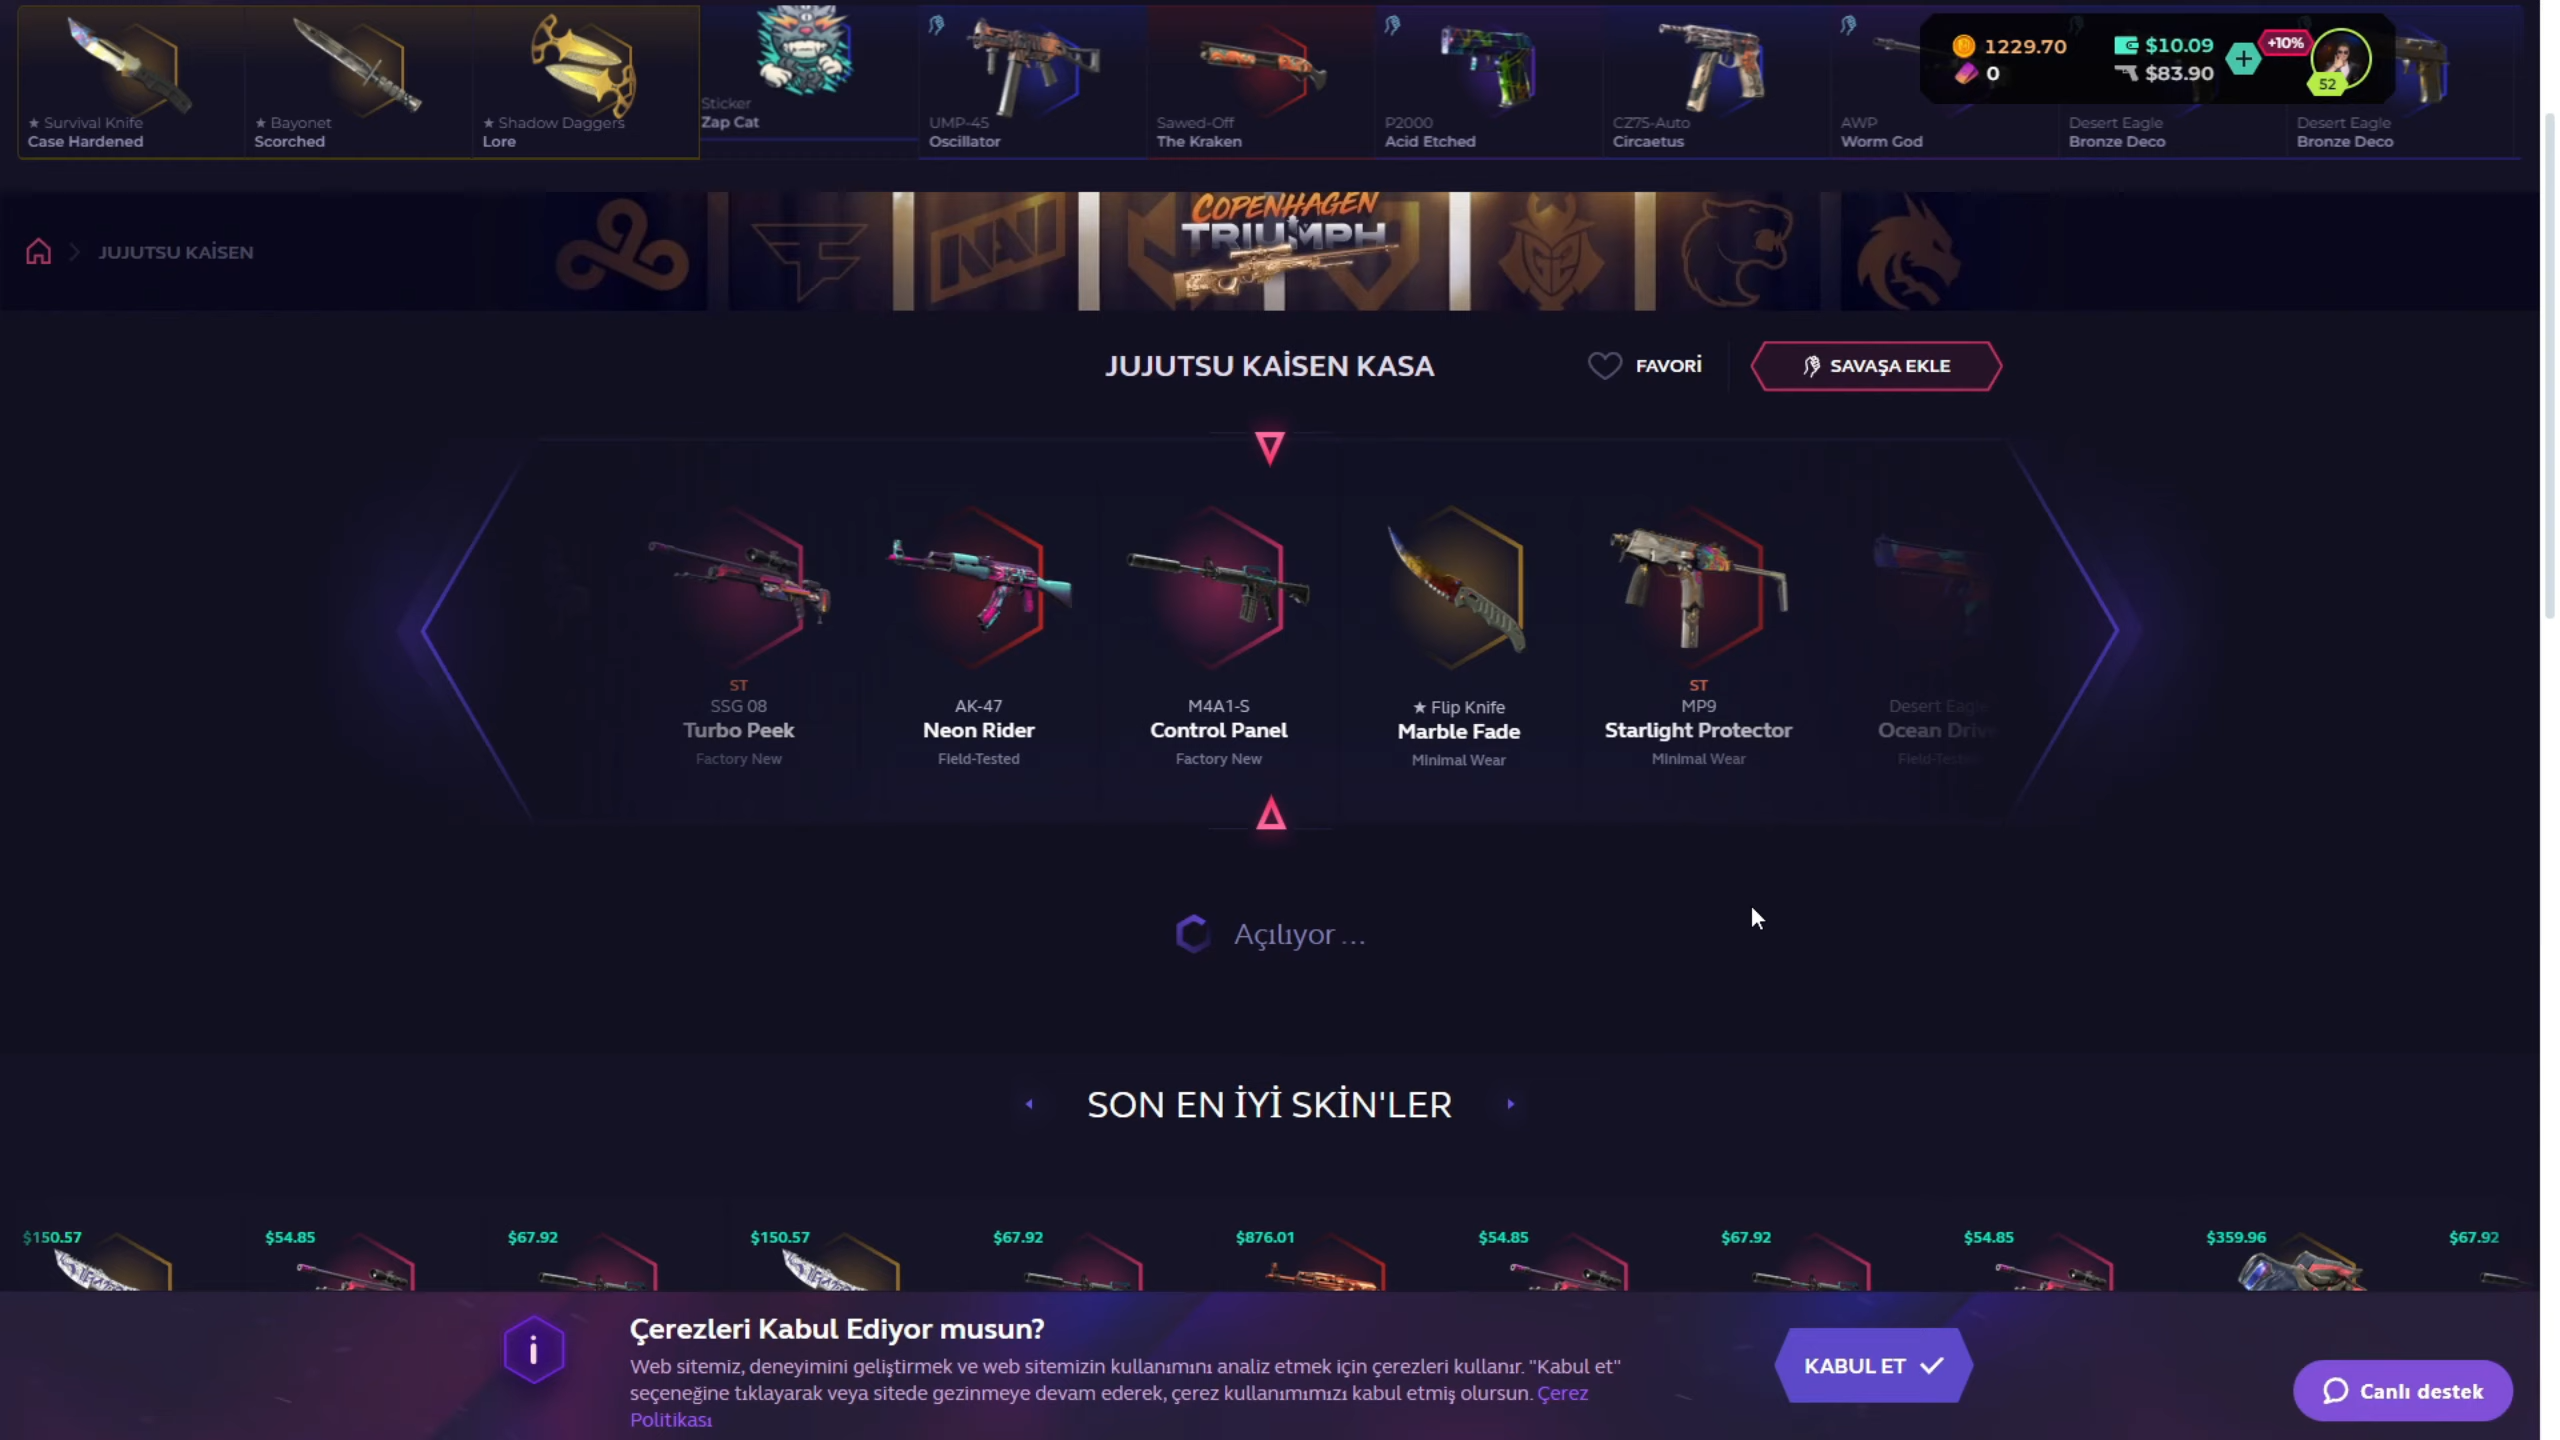 ★ Survival Knife
Case Hardened
★ Bayonet
Scorched
★ Shadow Daggers
Lore
Sticker
Zap Cat
UMP-45
Oscillator
Sawed-Off
The Kraken
P2000
Acid Etched
CZ75-Auto
Circaetus
AWP
Worm God
Desert Eagle
Bronze Deco
Desert Eagle
Bronze Deco
1229.70
0
$10.09
$83.90
+10%
52
JUJUTSU KAİSEN
NAVI
COPENHAGEN
TRIUMPH
G2
JUJUTSU KAİSEN KASA
FAVORİ
SAVAŞA EKLE
ST
SSG 08
Turbo Peek
Factory New
AK-47
Neon Rider
Field-Tested
M4A1-S
Control Panel
Factory New
★ Flip Knife
Marble Fade
Minimal Wear
ST
MP9
Starlight Protector
Minimal Wear
Desert Eagle
Ocean Drive
Field-Tested
Açılıyor ...
SON EN İYİ SKİN'LER
$150.57
$54.85
$67.92
$150.57
$67.92
$876.01
$54.85
$67.92
$54.85
$359.96
$67.92
Çerezleri Kabul Ediyor musun?
Web sitemiz, deneyimini geliştirmek ve web sitemizin kullanımını analiz etmek için çerezleri kullanır. "Kabul et"
seçeneğine tıklayarak veya sitede gezinmeye devam ederek, çerez kullanımımızı kabul etmiş olursun. Çerez
Politikası
KABUL ET
Canlı destek